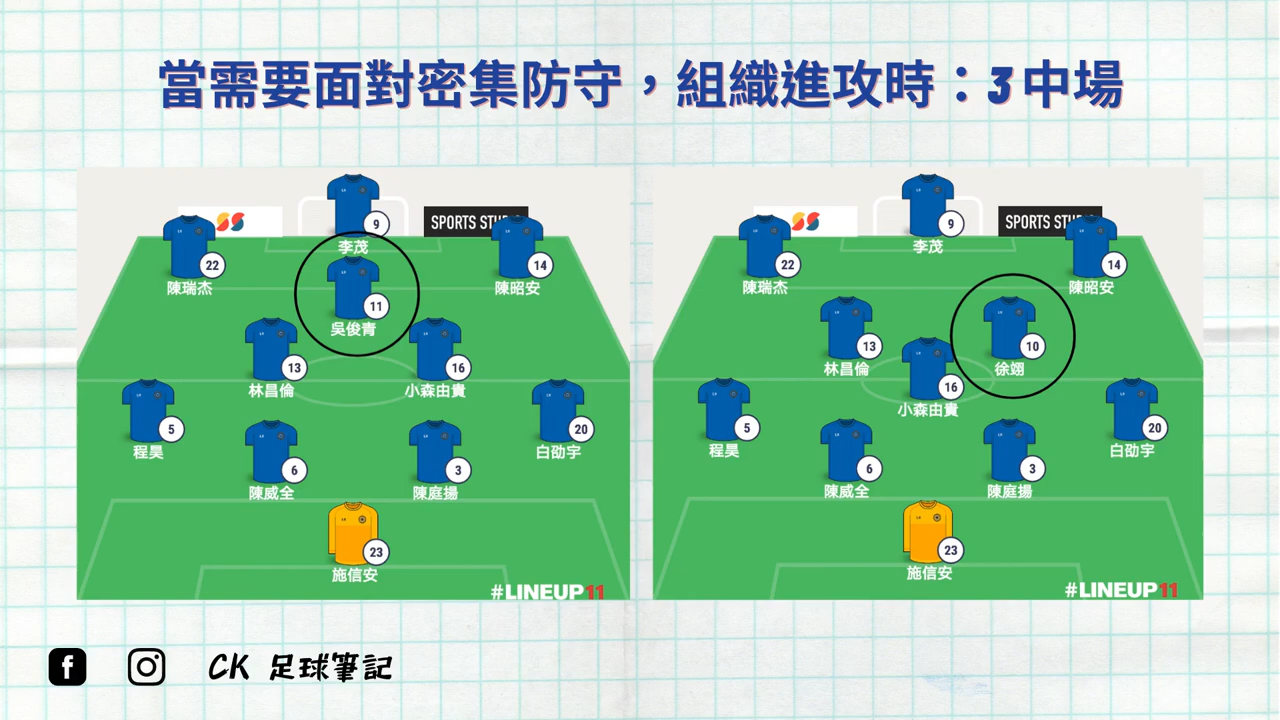 當需要面對密集防守，組織進攻時：3中場
9
李茂
SPORTS STU
22
陳瑞杰
14
陳昭安
11
吳俊青
13
林昌倫
16
小森由貴
5
程昊
20
白劭宇
6
陳威全
3
陳庭揚
23
施信安
#LINEUP11
9
李茂
SPORTS STU
22
陳瑞杰
14
陳昭安
13
林昌倫
10
徐翊
16
小森由貴
5
程昊
20
白劭宇
6
陳威全
3
陳庭揚
23
施信安
#LINEUP11
CK 足球筆記